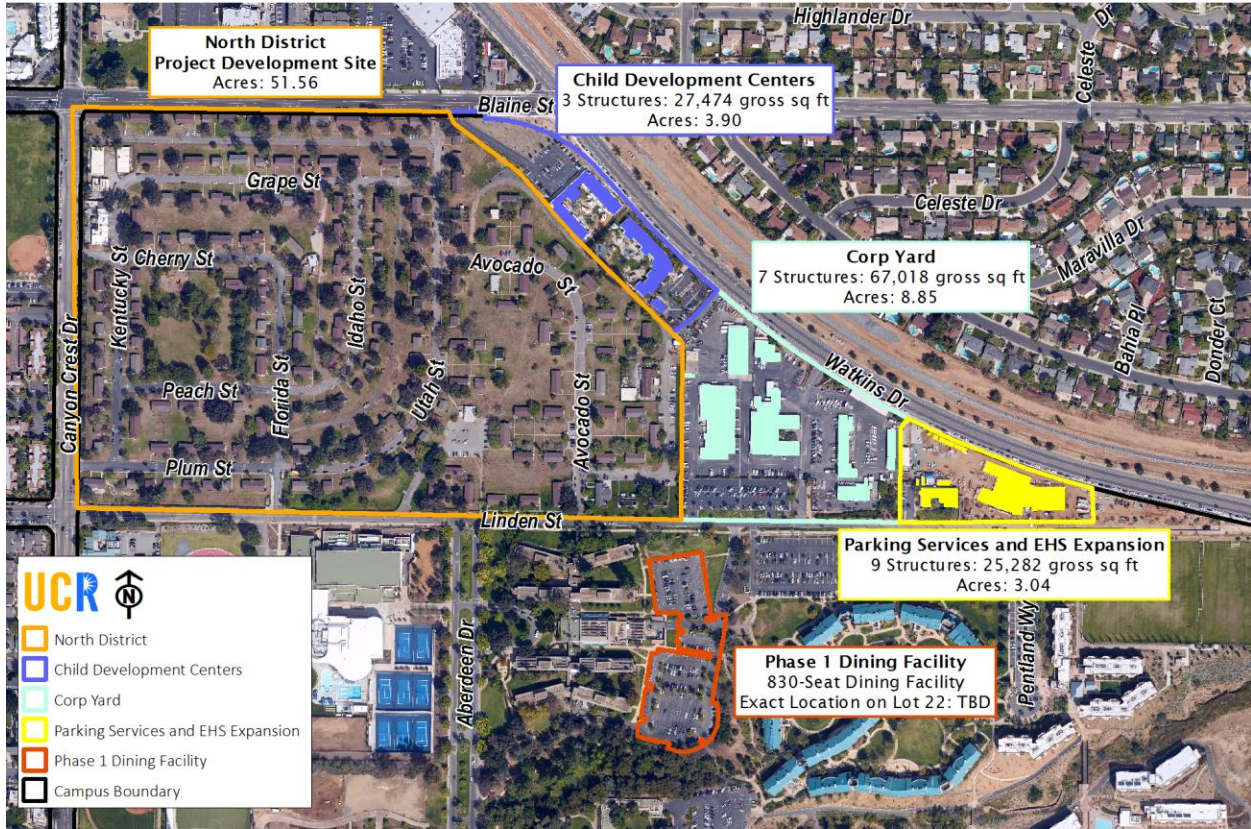 North District
Project Development Site
Acres: 51.56
Highlander Dr
Celeste Dr
Child Development Centers
3 Structures: 27,474 gross sq ft
Acres: 3.90
Blaine St
Grape St
Celeste Dr
Kentucky St
Cherry St
Idaho St
Avocado St
Maravilla Dr
Corp Yard
7 Structures: 67,018 gross sq ft
Acres: 8.85
Canyon Crest Dr
Bahia Pl
Donder Ct
Watkins Dr
Peach St
Florida St
Utah St
Avocado St
Plum St
Linden St
Parking Services and EHS Expansion
9 Structures: 25,282 gross sq ft
Acres: 3.04
Aberdeen Dr
Pentland Wy
Phase 1 Dining Facility
830-Seat Dining Facility
Exact Location on Lot 22: TBD
UCR
N
North District
Child Development Centers
Corp Yard
Parking Services and EHS Expansion
Phase 1 Dining Facility
Campus Boundary